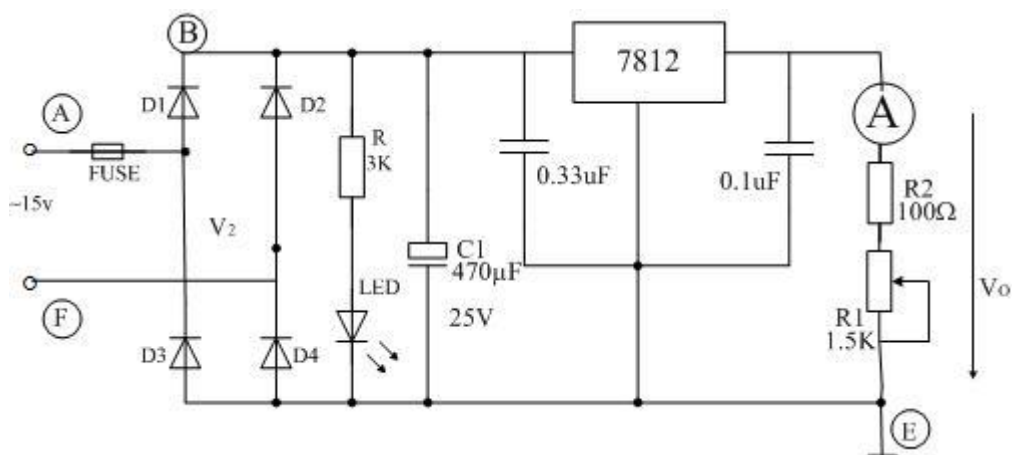 B
7812
A
D1
D2
R
3K
A
FUSE
0.33uF
0.1uF
R2
100Ω
~15v
V2
C1
470μF
LED
25V
VO
F
R1
1.5K
D3
D4
E